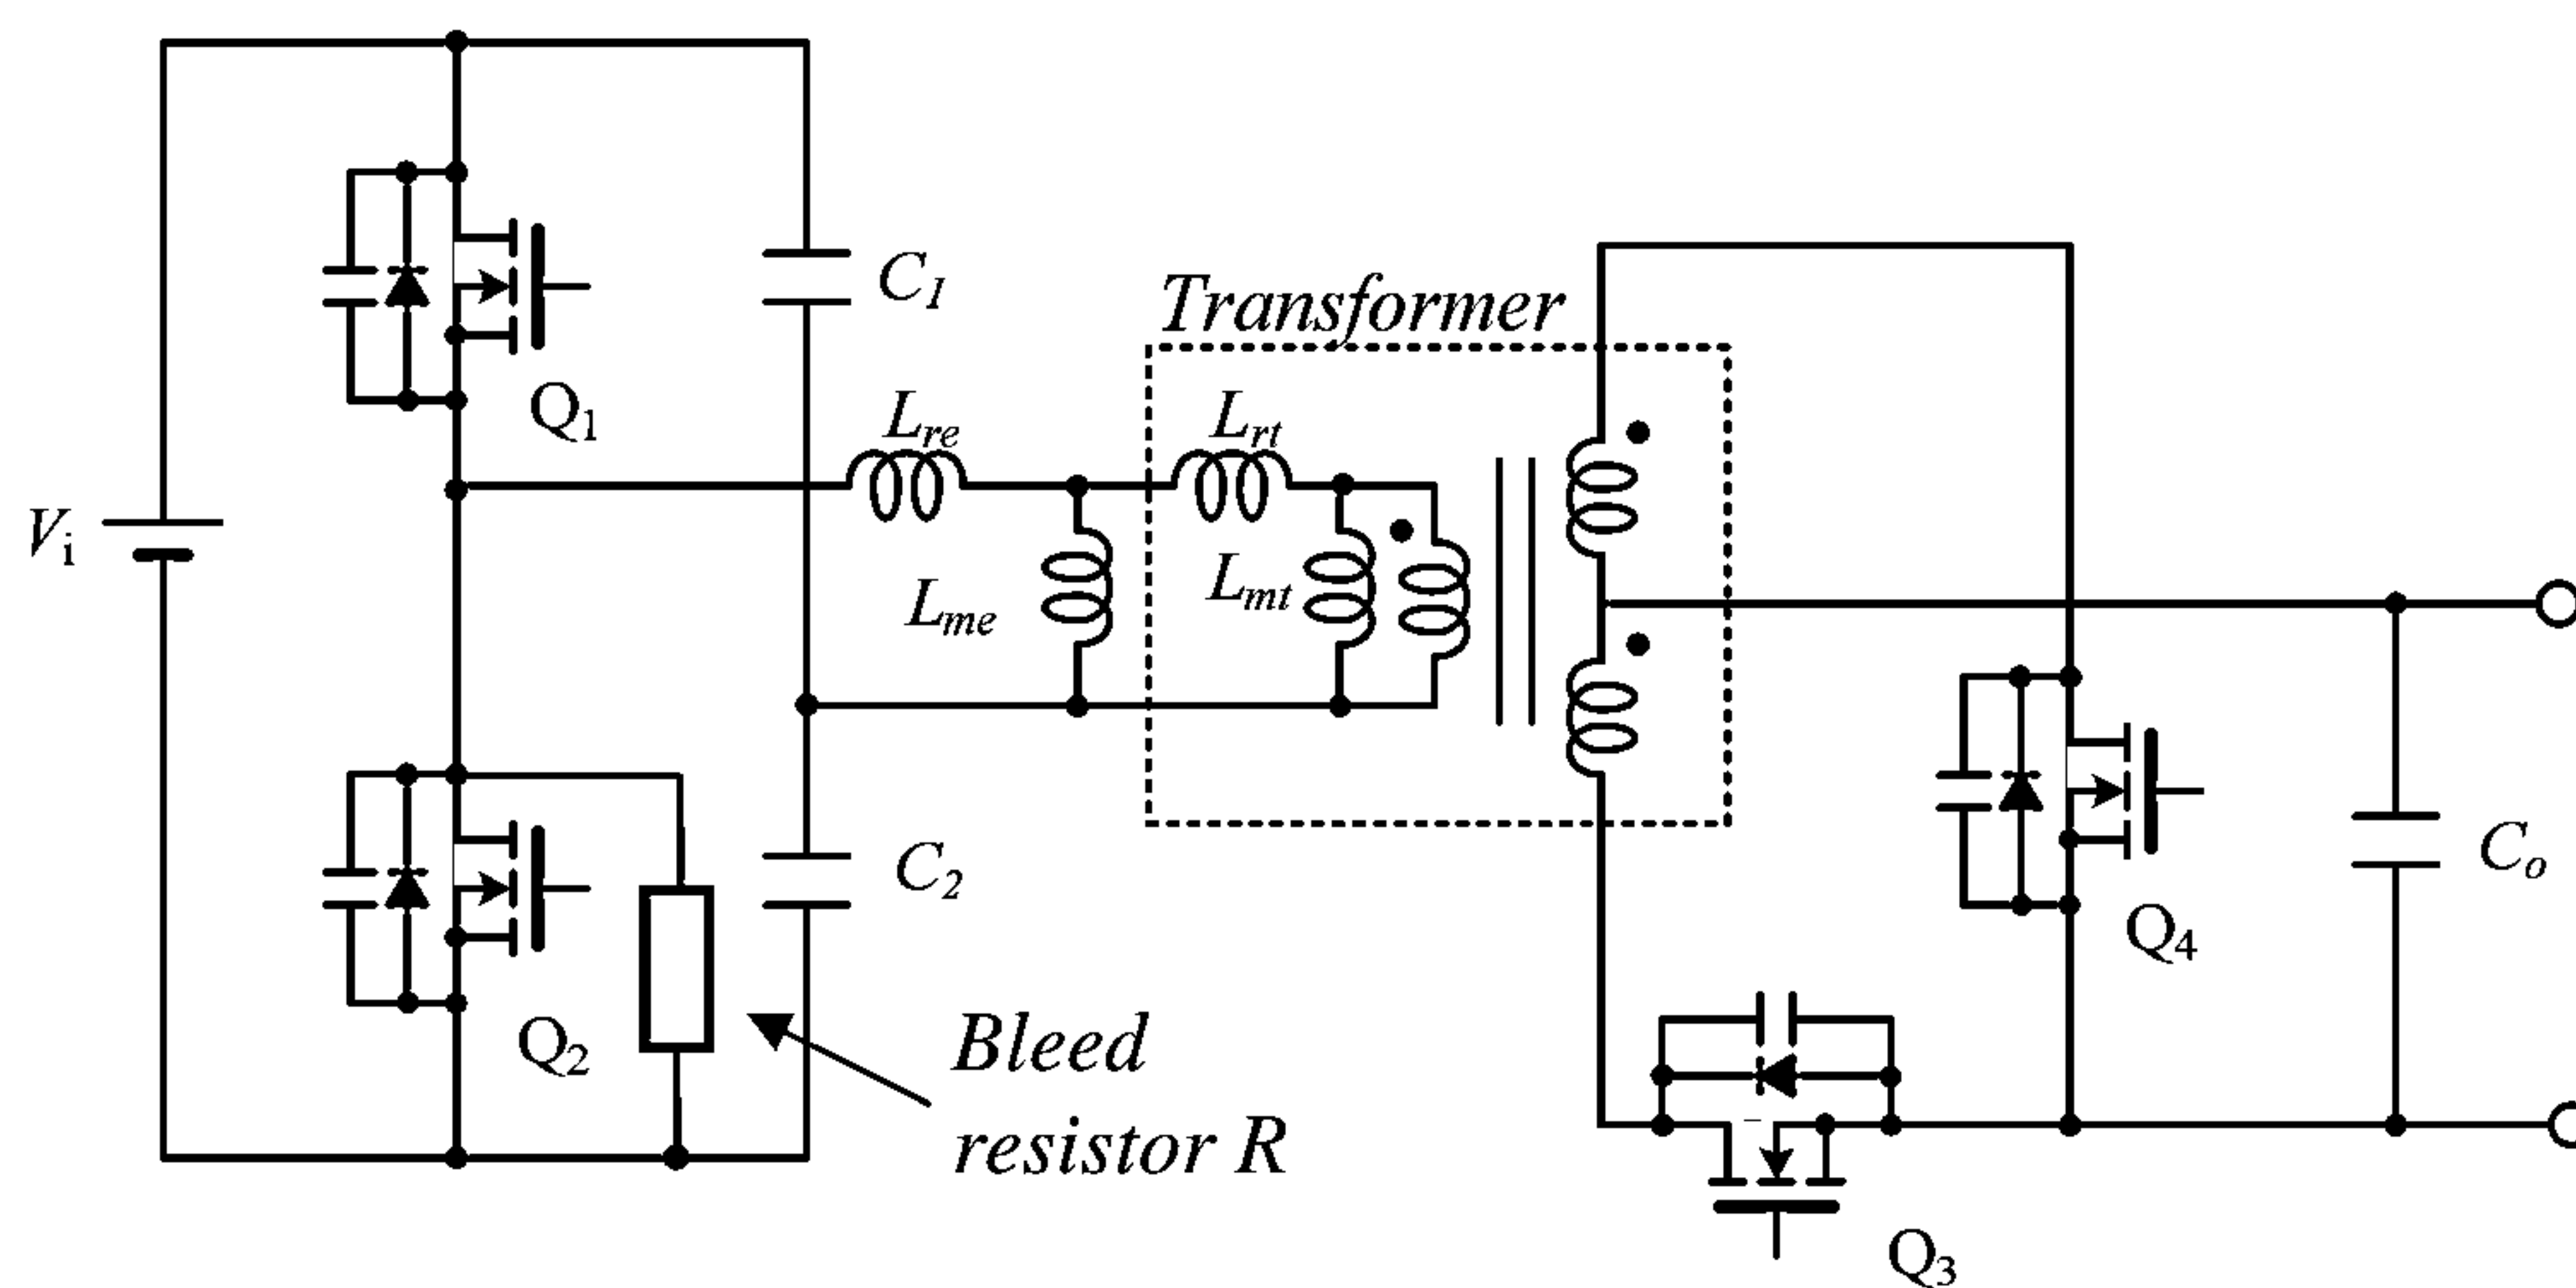 C1
Transformer
Q1
Lre
Lrt
Vi
Lme
Lmt
C2
Co
Q4
Q2
Bleed
resistor R
Q3